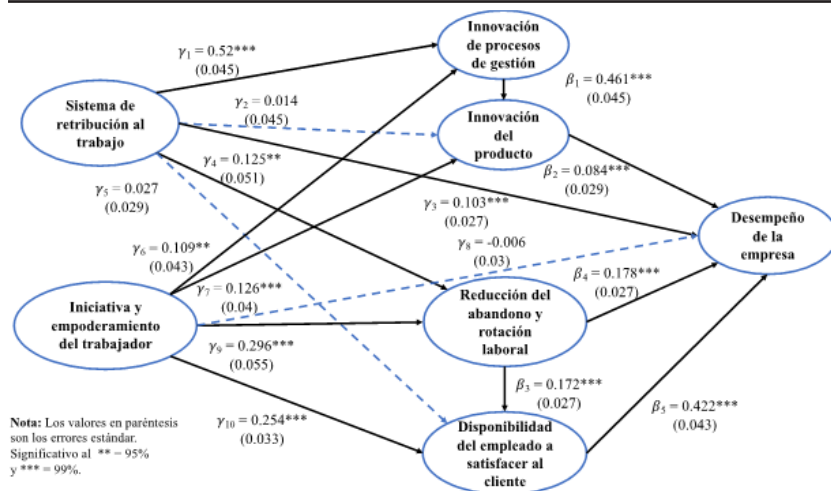 Innovación
de procesos
de gestión
γ₁ = 0.52***
(0.045)
β₁ = 0.461***
(0.045)
Sistema de
retribución al
trabajo
γ₂ = 0.014
(0.045)
Innovación
del
producto
γ₄ = 0.125**
(0.051)
β₂ = 0.084***
(0.029)
γ₅ = 0.027
(0.029)
γ₃ = 0.103***
(0.027)
Desempeño
de la
empresa
γ₆ = 0.109**
(0.043)
γ₈ = -0.006
(0.03)
β₄ = 0.178***
(0.027)
γ₇ = 0.126***
(0.04)
Iniciativa y
empoderamiento
del trabajador
Reducción del
abandono y
rotación
laboral
γ₉ = 0.296***
(0.055)
β₃ = 0.172***
(0.027)
γ₁₀ = 0.254***
(0.033)
β₅ = 0.422***
(0.043)
Disponibilidad
del empleado a
satisfacer al
cliente
Nota: Los valores en paréntesis
son los errores estándar.
Significativo al ** = 95%
y *** = 99%.